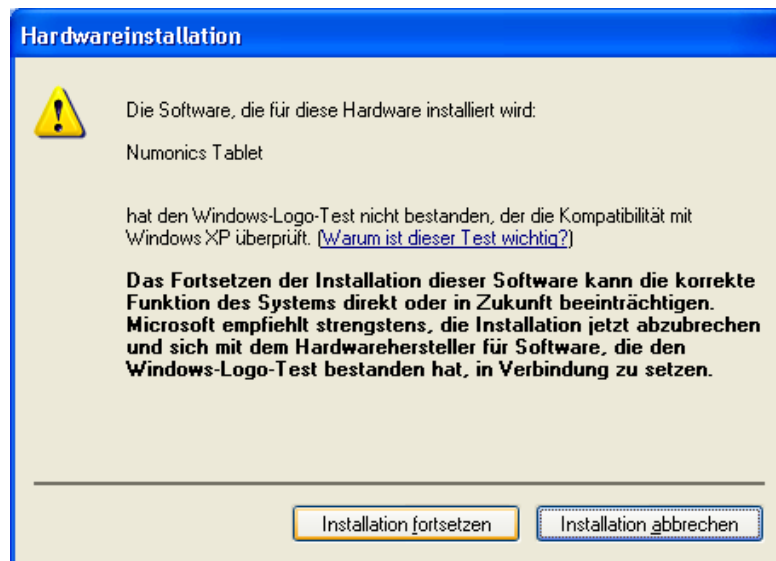 Hardwareinstallation
Die Software, die für diese Hardware installiert wird:
Numonics Tablet
hat den Windows-Logo-Test nicht bestanden, der die Kompatibilität mit
Windows XP überprüft. (Warum ist dieser Test wichtig?)
Das Fortsetzen der Installation dieser Software kann die korrekte
Funktion des Systems direkt oder in Zukunft beeinträchtigen.
Microsoft empfiehlt strengstens, die Installation jetzt abzubrechen
und sich mit dem Hardwarehersteller für Software, die den
Windows-Logo-Test bestanden hat, in Verbindung zu setzen.
Installation fortsetzen
Installation abbrechen